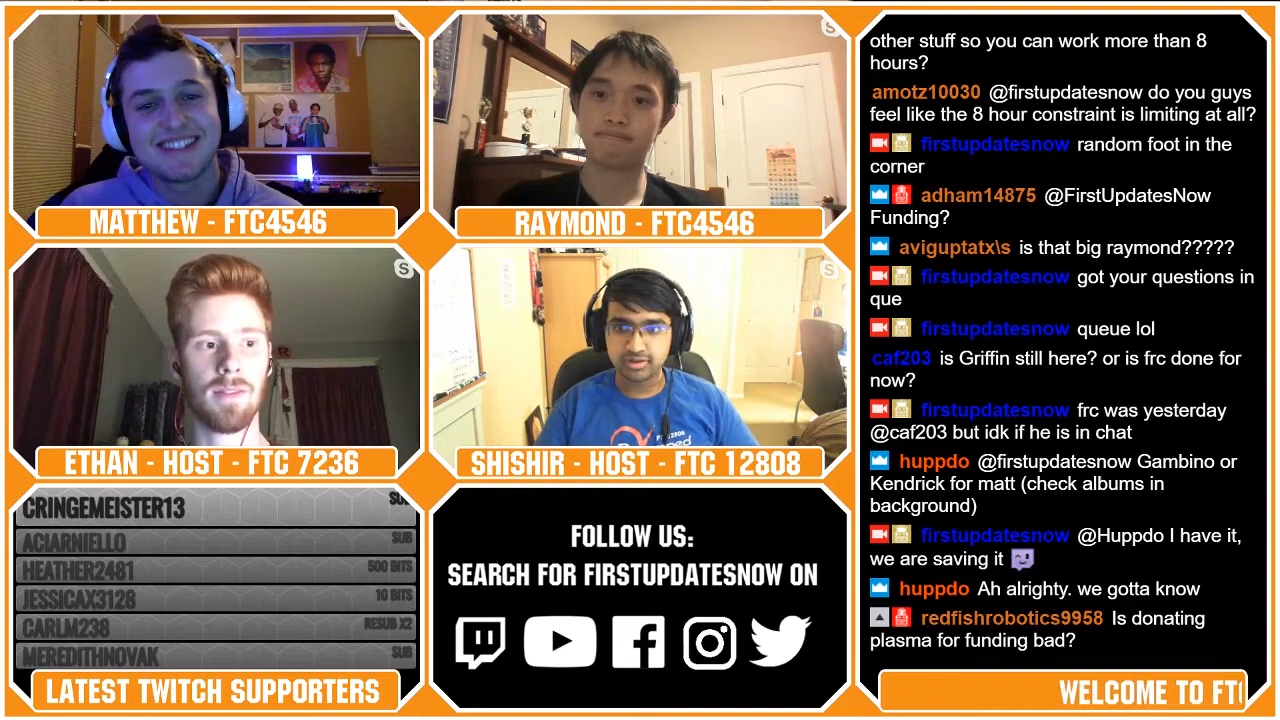 MATTHEW - FTC4546
RAYMOND - FTC4546
ETHAN - HOST - FTC 7236
SHISHIR - HOST - FTC 12808
FTC 12808
CRINGEMEISTER13 SUB
ACIARNIELLO SUB
HEATHER2481 500 BITS
JESSICAX3128 10 BITS
CARLM238 RESUB X2
MEREDITHNOVAK SUB
LATEST TWITCH SUPPORTERS
FOLLOW US:
SEARCH FOR FIRSTUPDATESNOW ON
other stuff so you can work more than 8
hours?
amotz10030 @firstupdatesnow do you guys
feel like the 8 hour constraint is limiting at all?
firstupdatesnow random foot in the
corner
adham14875 @FirstUpdatesNow
Funding?
aviguptatx\s is that big raymond?????
firstupdatesnow got your questions in
que
firstupdatesnow queue lol
caf203 is Griffin still here? or is frc done for
now?
firstupdatesnow frc was yesterday
@caf203 but idk if he is in chat
huppdo @firstupdatesnow Gambino or
Kendrick for matt (check albums in
background)
firstupdatesnow @Huppdo I have it,
we are saving it
huppdo Ah alrighty. we gotta know
redfishrobotics9958 Is donating
plasma for funding bad?
WELCOME TO FT